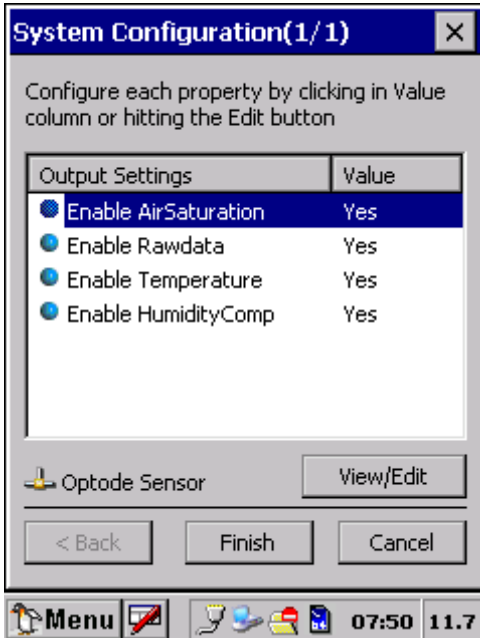 System Configuration(1/1)
Configure each property by clicking in Value
column or hitting the Edit button
Output Settings Value
Enable AirSaturation Yes
Enable Rawdata Yes
Enable Temperature Yes
Enable HumidityComp Yes
Optode Sensor View/Edit
< Back Finish Cancel
Menu 07:50 11.7